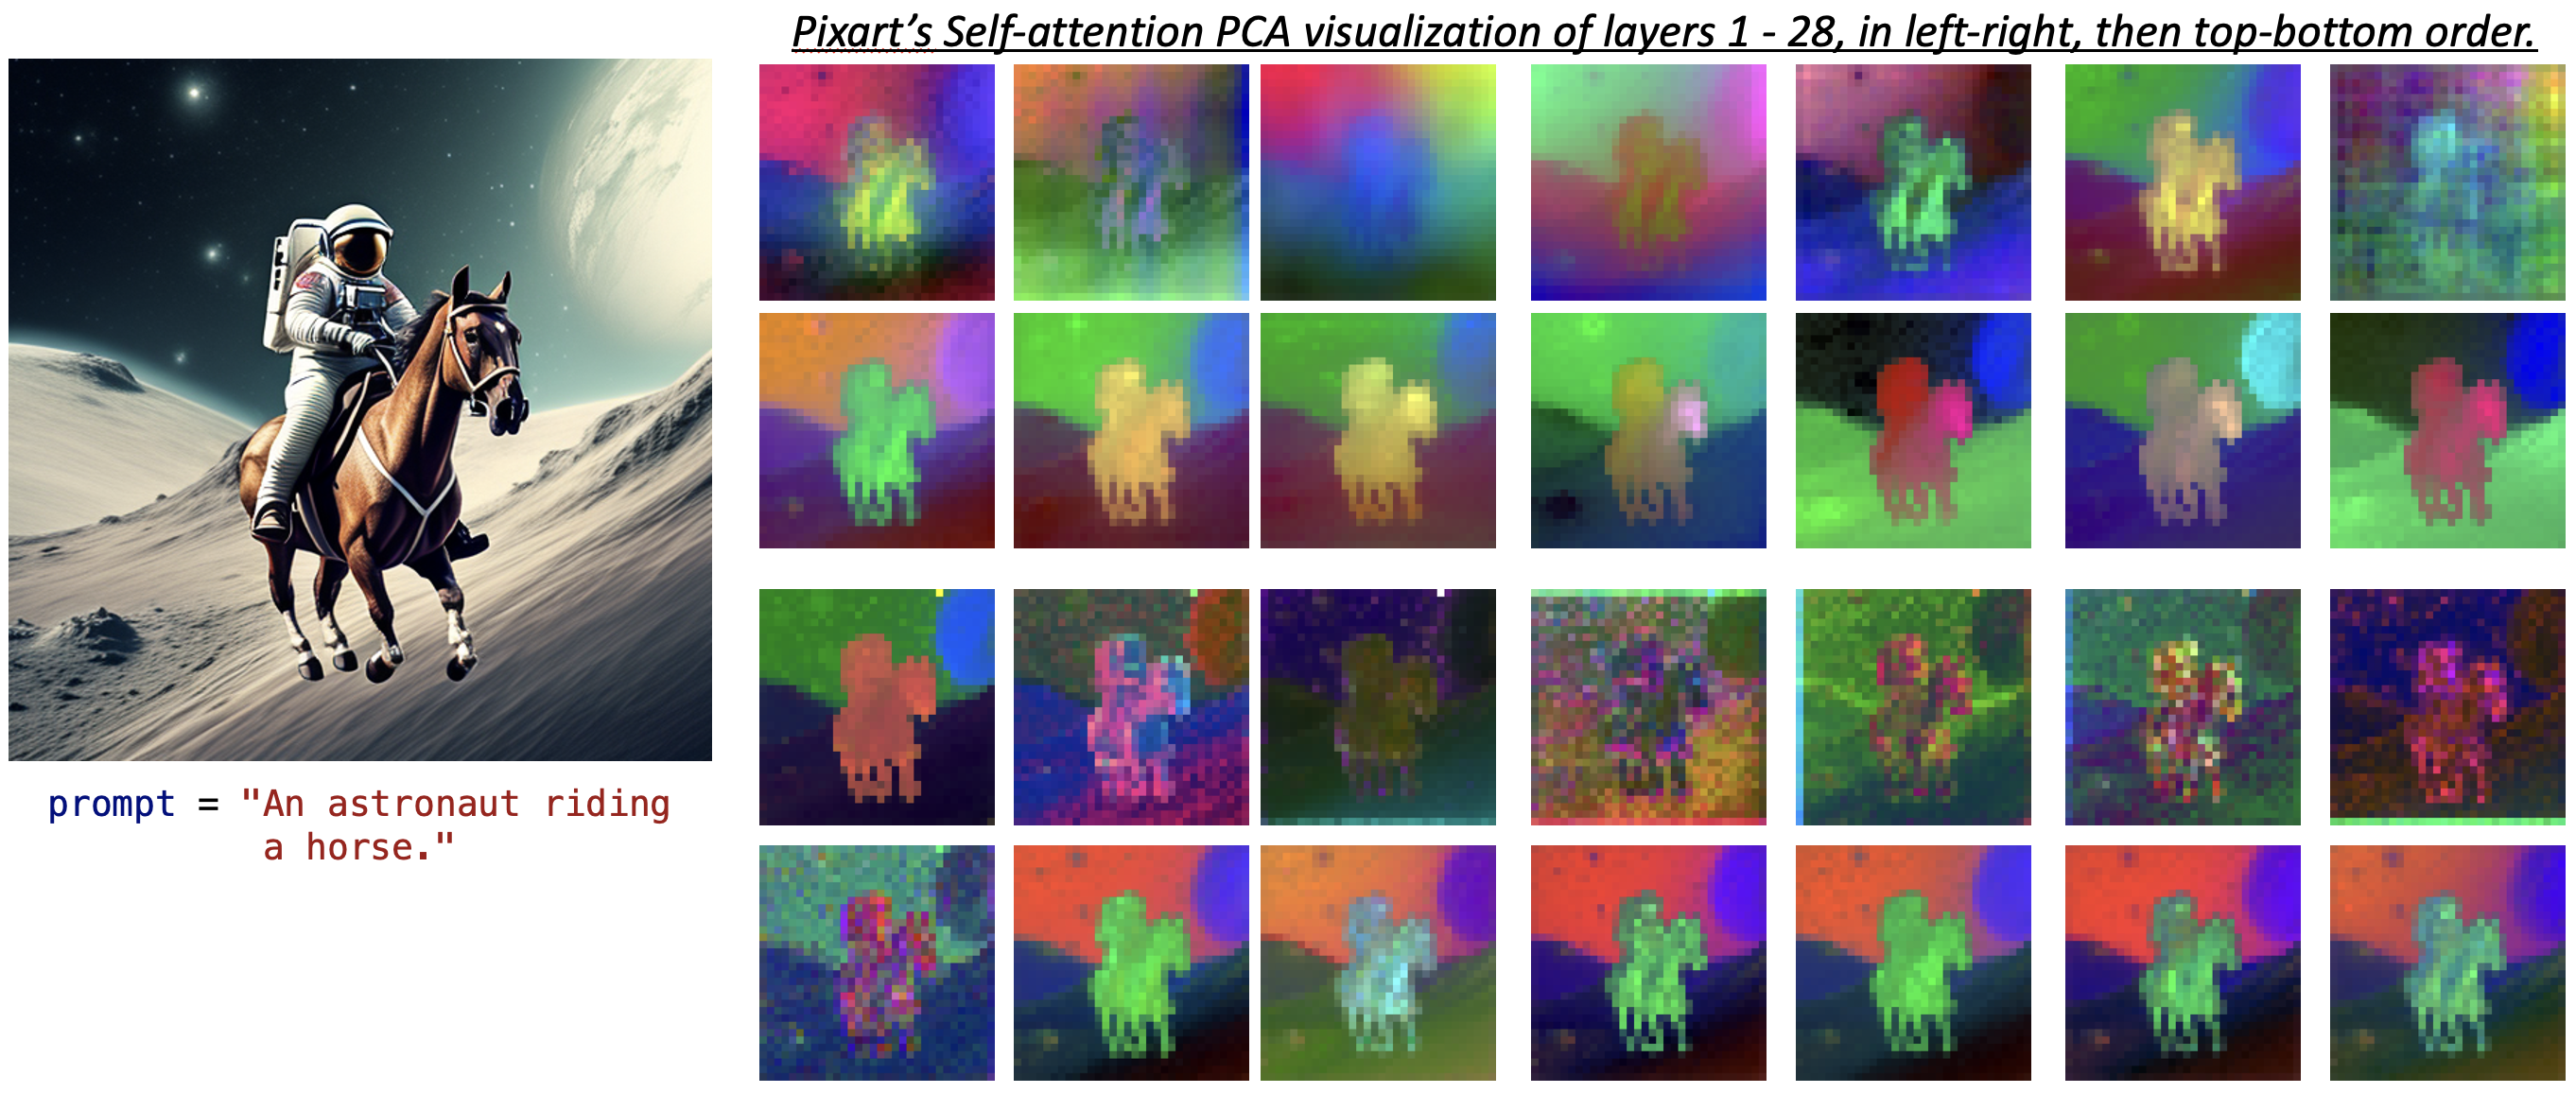 Pixart’s Self-attention PCA visualization of layers 1 - 28, in left-right, then top-bottom order.
prompt = "An astronaut riding
a horse."